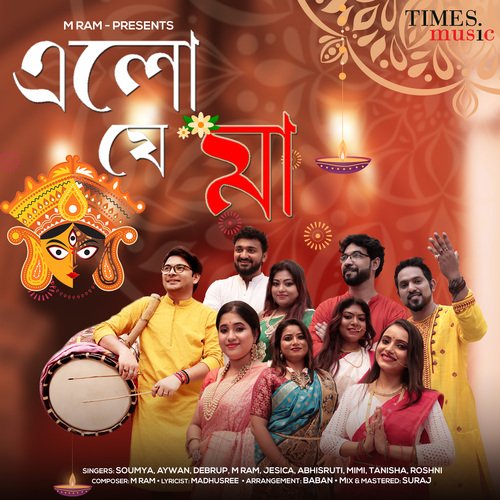 M RAM - PRESENTS
TIMES.
music
এলো
যে
মা
SINGERS: SOUMYA, AYWAN, DEBRUP, M RAM, JESICA, ABHISRUTI, MIMI, TANISHA, ROSHNI
COMPOSER: M RAM • LYRICIST: MADHUSREE • ARRANGEMENT: BABAN • MIX & MASTERED: SURAJ